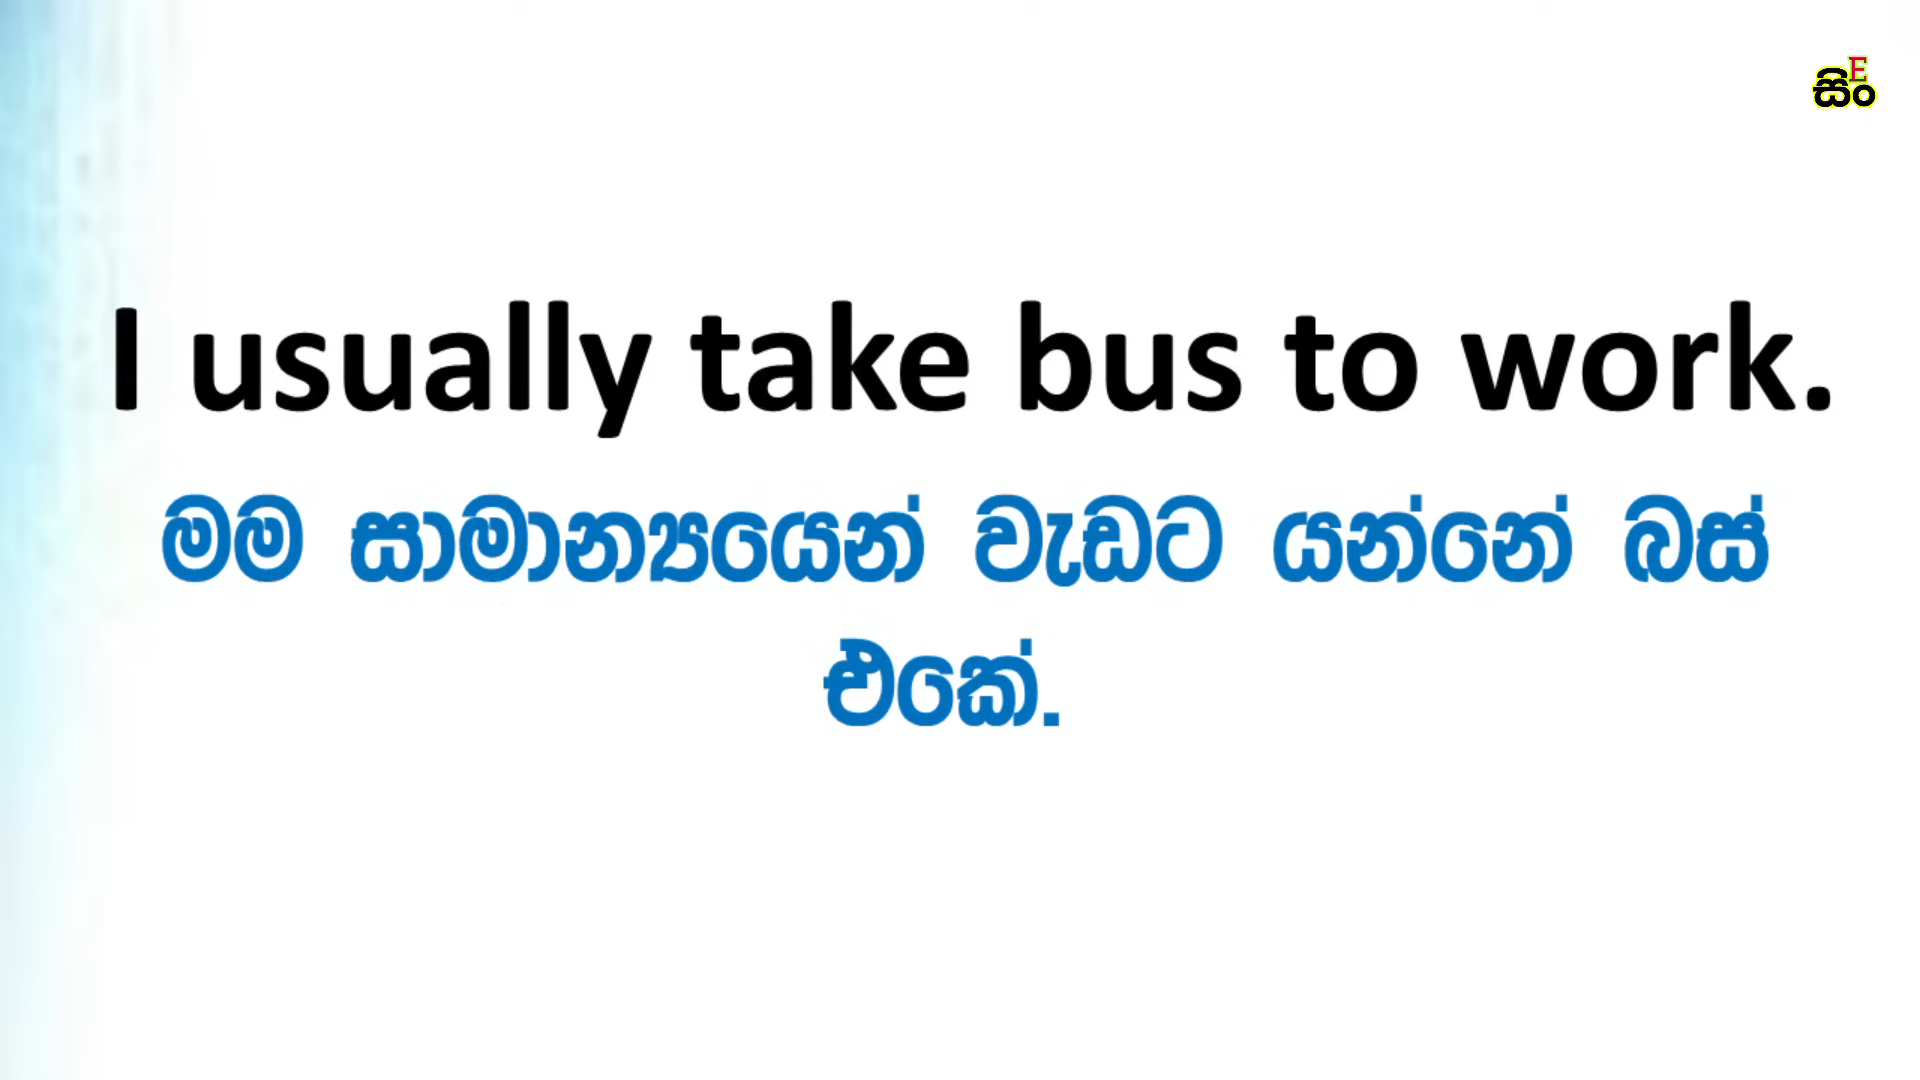 E
සිං
I usually take bus to work.
මම සාමාන්‍යයෙන් වැඩට යන්නේ බස්
එකේ.